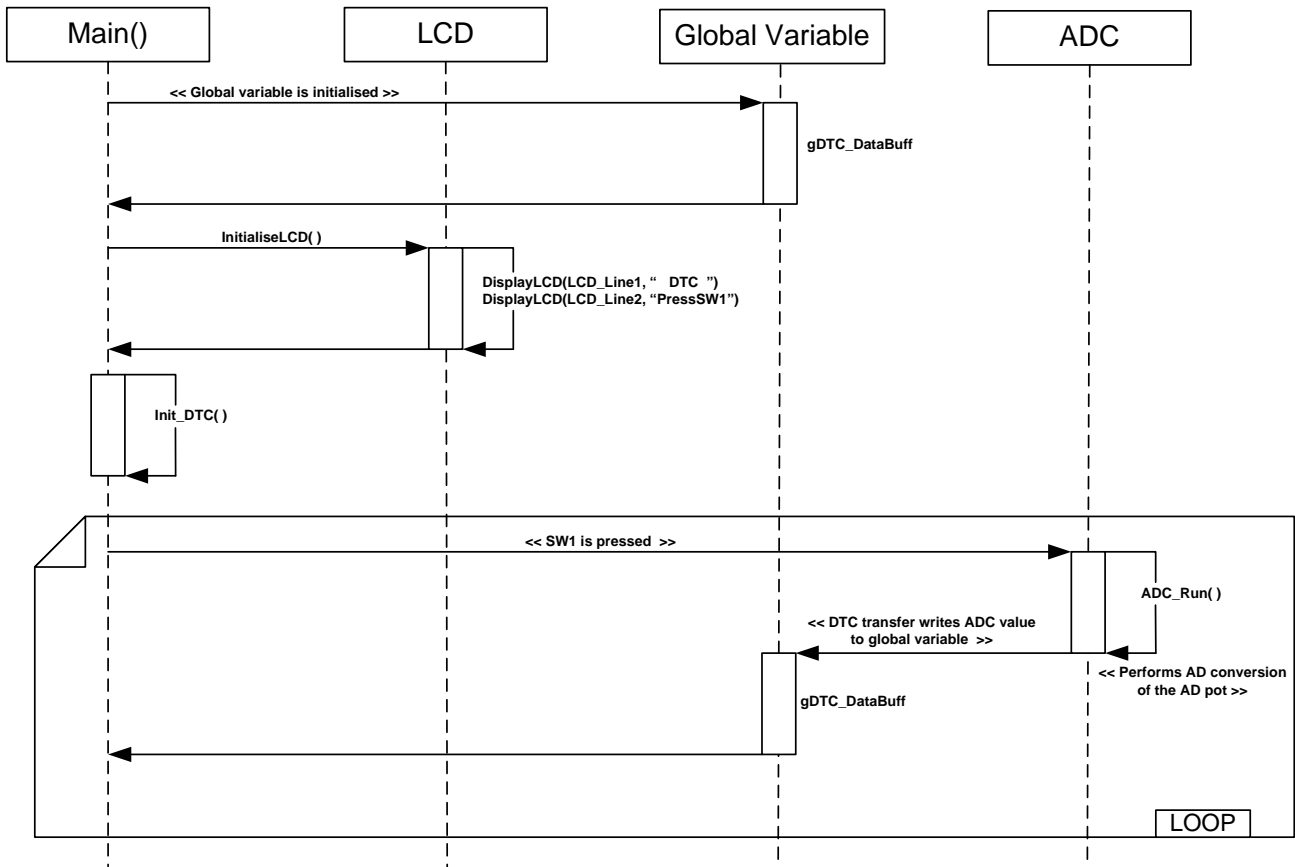 Main()
LCD
Global Variable
ADC
<< Global variable is initialised >>
gDTC_DataBuff
InitialiseLCD( )
DisplayLCD(LCD_Line1, “   DTC  ”)
DisplayLCD(LCD_Line2, “PressSW1”)
Init_DTC( )
<< SW1 is pressed  >>
ADC_Run( )
<< DTC transfer writes ADC value
to global variable  >>
<< Performs AD conversion
of the AD pot >>
gDTC_DataBuff
LOOP